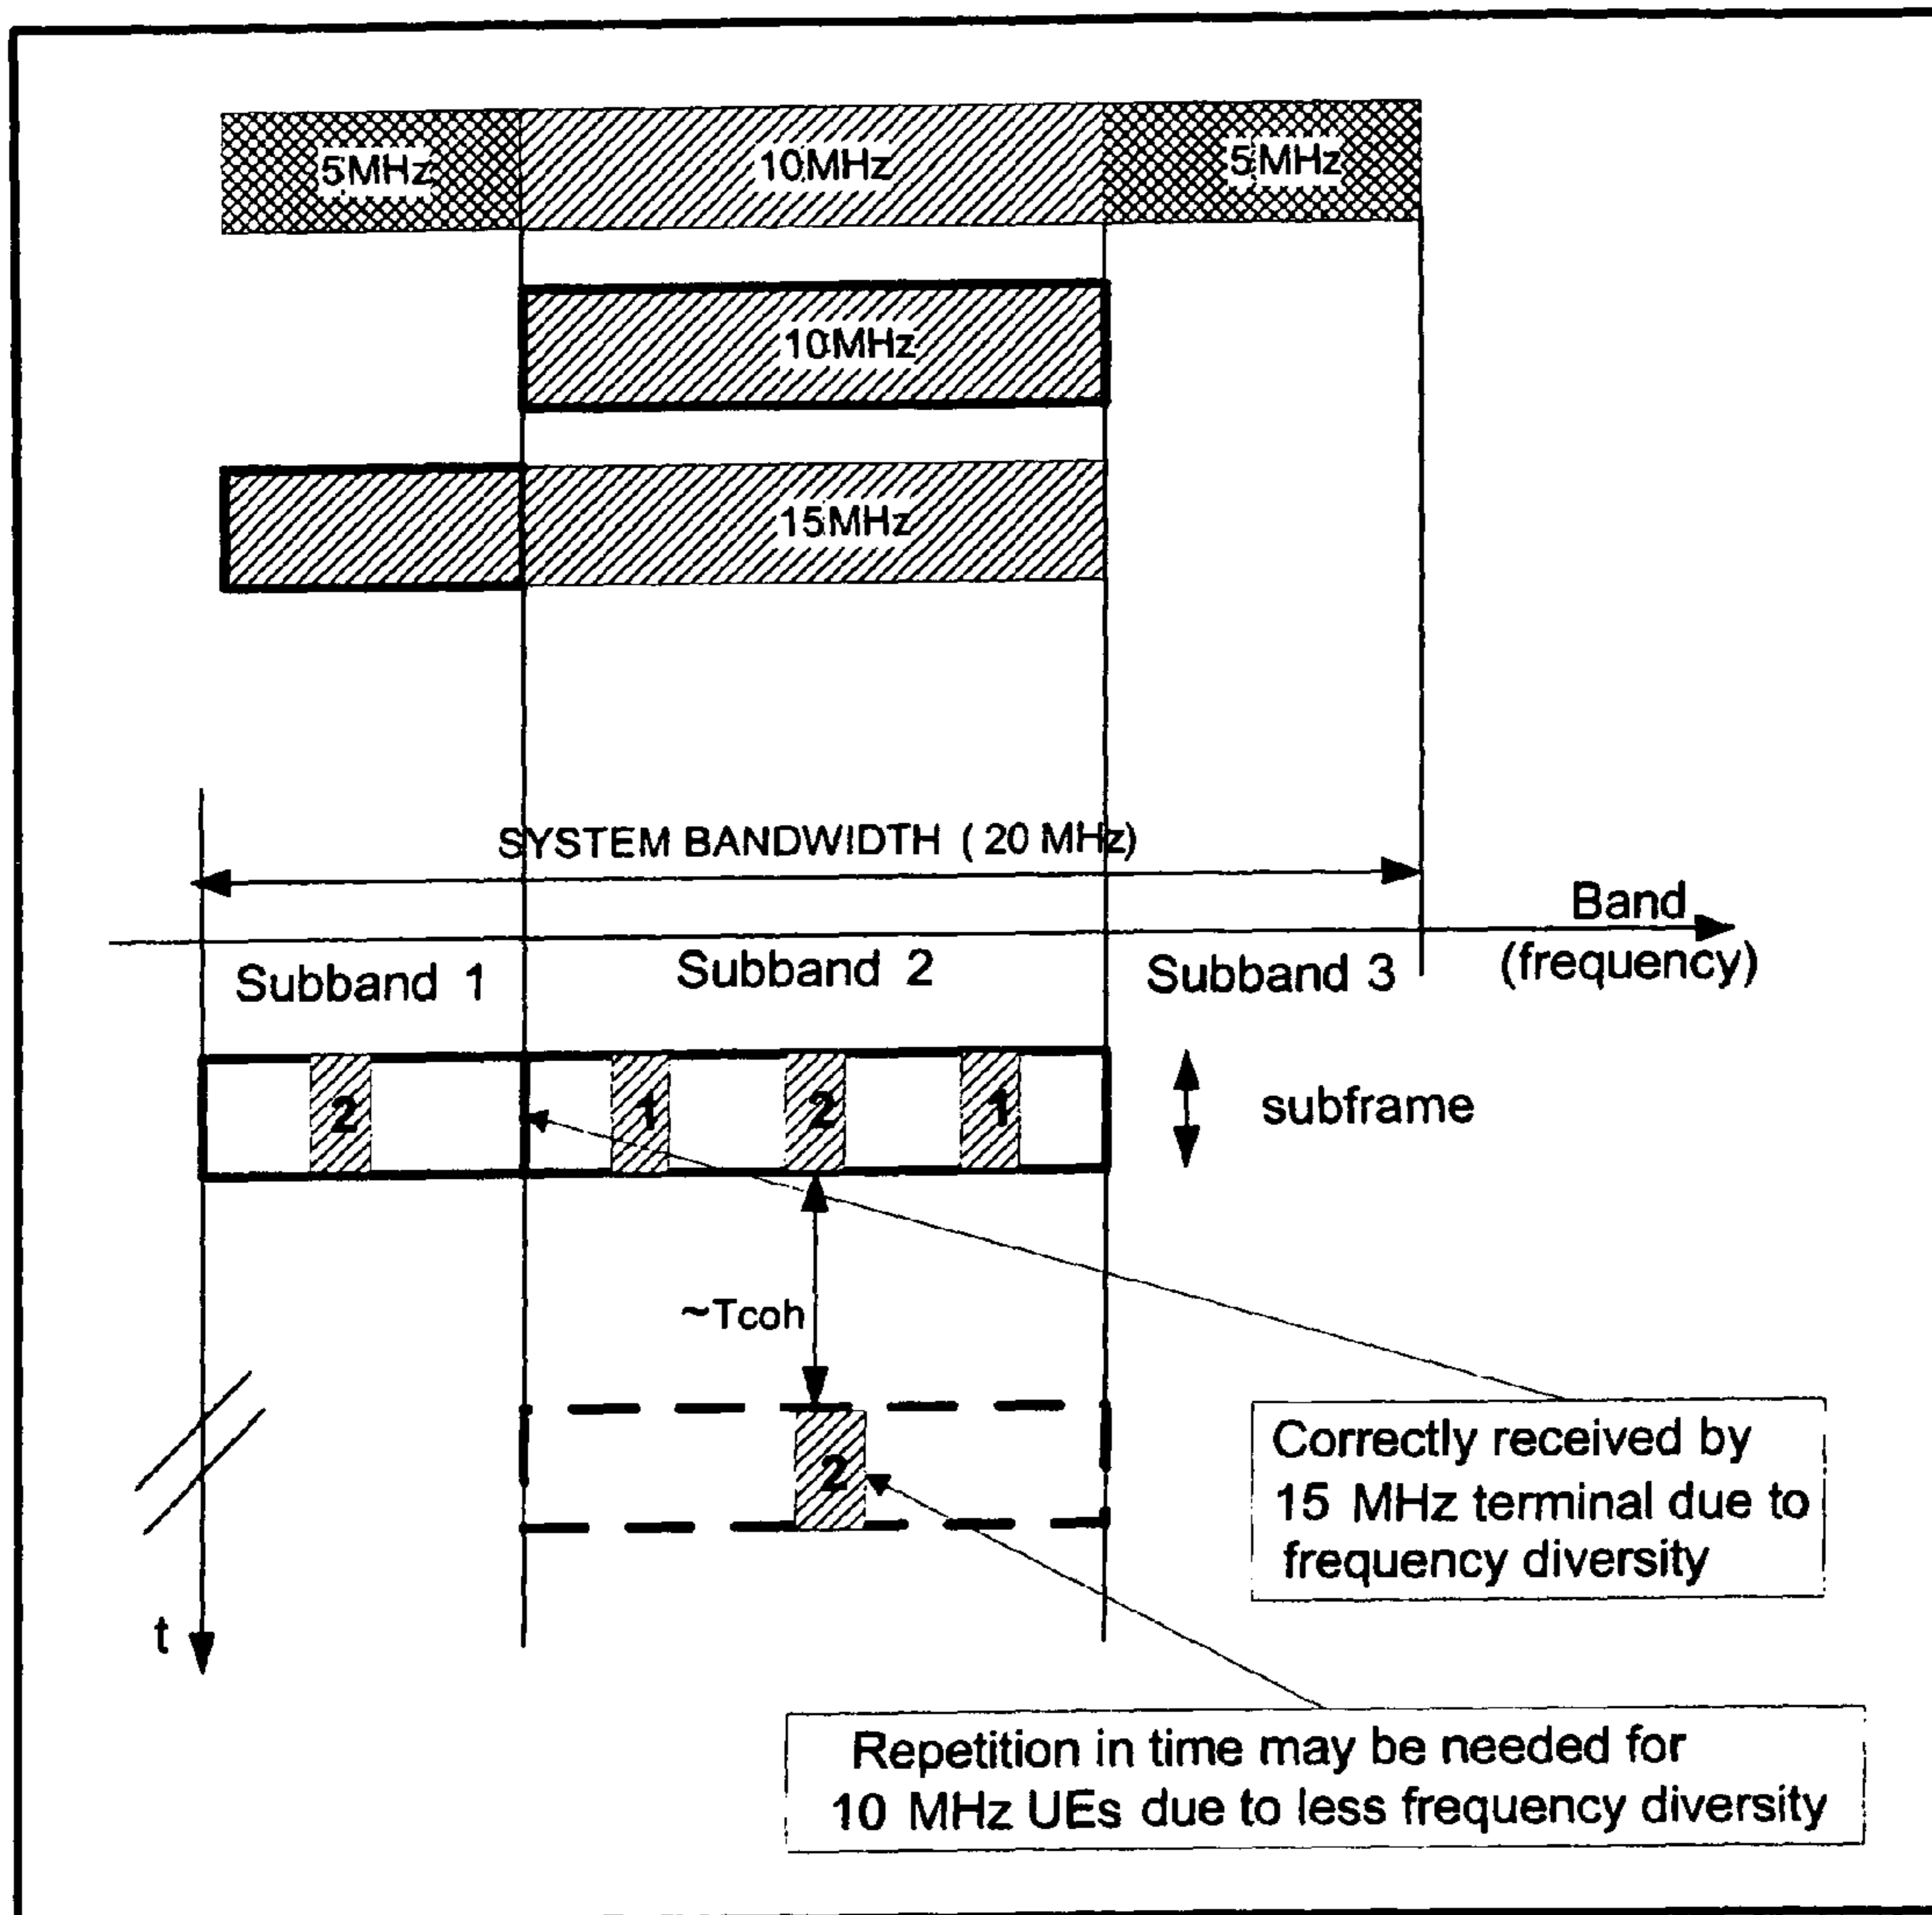 5MHz 10MHz 5MHz
10MHz
15MHz
SYSTEM BANDWIDTH ( 20 MHz)
Band
(frequency)
Subband 1 Subband 2 Subband 3
2 1 2 1
subframe
~Tcoh
2
Correctly received by
15 MHz terminal due to
frequency diversity
t
Repetition in time may be needed for
10 MHz UEs due to less frequency diversity